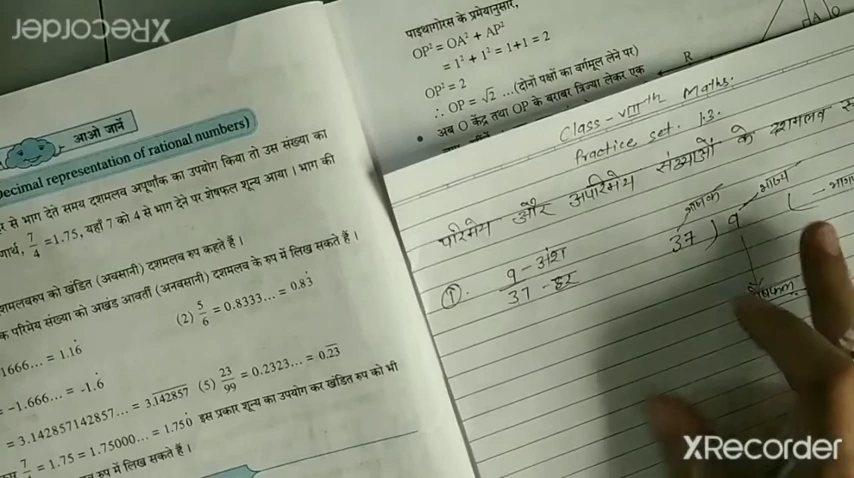 XRecorder
पाइथागोरस के प्रमेयानुसार,
OP² = OA² + AP²
= 1² + 1² = 1+1 = 2
OP² = 2
∴ OP = √2 ...(दोनों पक्षों का वर्गमूल लेने पर)
• अब O केंद्र तथा OP के बराबर त्रिज्या लेकर एक
R
A
आओ जानें
Decimal representation of rational numbers)
र से भाग देते समय दशमलव अपूर्णांक का उपयोग किया तो उस संख्या का
7/4 = 1.75, यहाँ 7 को 4 से भाग देने पर शेषफल शून्य आया । भाग की
शमलवरुप को खंडित (अवसानी) दशमलव रुप कहते हैं ।
क परिमेय संख्या को अखंड आवर्ती (अनवसानी) दशमलव के रुप में लिख सकते हैं ।
1666... = 1.16̇ (2) 5/6 = 0.8333... = 0.83̇
= -1.666... = -1.6̇
= 3.142857142857... = 3.1̅4̅2̅8̅5̅7̅ (5) 23/99 = 0.2323... = 0.2̅3̅
7/4 = 1.75 = 1.75000... = 1.750̇ इस प्रकार शून्य का उपयोग कर खंडित रुप को भी
रुप में लिख सकते हैं ।
Class - VIIIth Maths.
Practice set. 1.3.
परिमेय और अपरिमेय संख्याओं के दशमलव
① . 9 - अंश
37 - हर
भाजक भाज्य
37 ) 9 (
शेषफल
XRecorder